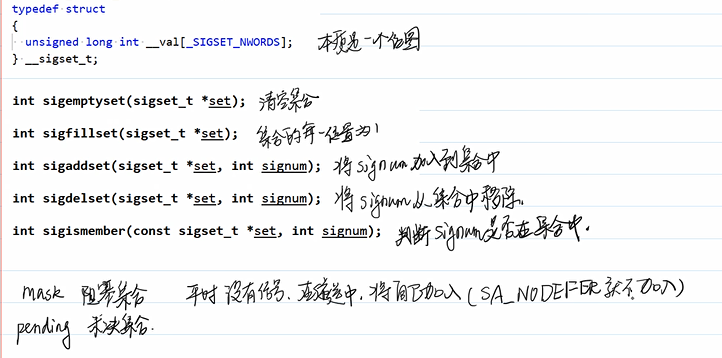 typedef struct
{
unsigned long int __val[_SIGSET_NWORDS]; 本质是一个位图
} __sigset_t;
int sigemptyset(sigset_t *set); 清空集合
int sigfillset(sigset_t *set); 集合的每一位置为1
int sigaddset(sigset_t *set, int signum); 将signum加入到集合中
int sigdelset(sigset_t *set, int signum); 将signum从集合中移除.
int sigismember(const sigset_t *set, int signum); 判断signum是否在集合中.
mask 阻塞集合 平时没有信号、在递送中, 将自己加入(SA_NODEFER就不加入)
pending 未决集合.